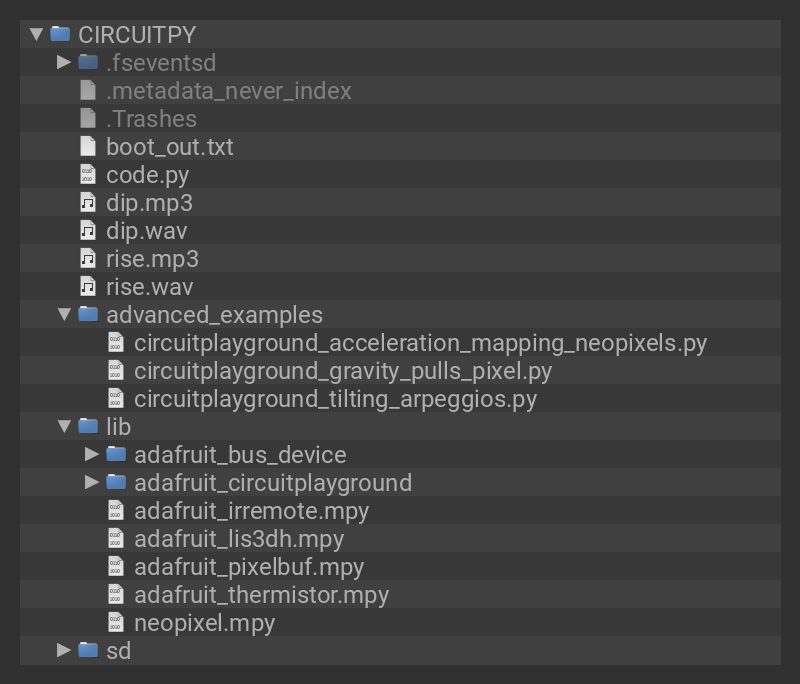 CIRCUITPY
.fseventsd
.metadata_never_index
.Trashes
boot_out.txt
code.py
dip.mp3
dip.wav
rise.mp3
rise.wav
advanced_examples
circuitplayground_acceleration_mapping_neopixels.py
circuitplayground_gravity_pulls_pixel.py
circuitplayground_tilting_arpeggios.py
lib
adafruit_bus_device
adafruit_circuitplayground
adafruit_irremote.mpy
adafruit_lis3dh.mpy
adafruit_pixelbuf.mpy
adafruit_thermistor.mpy
neopixel.mpy
sd